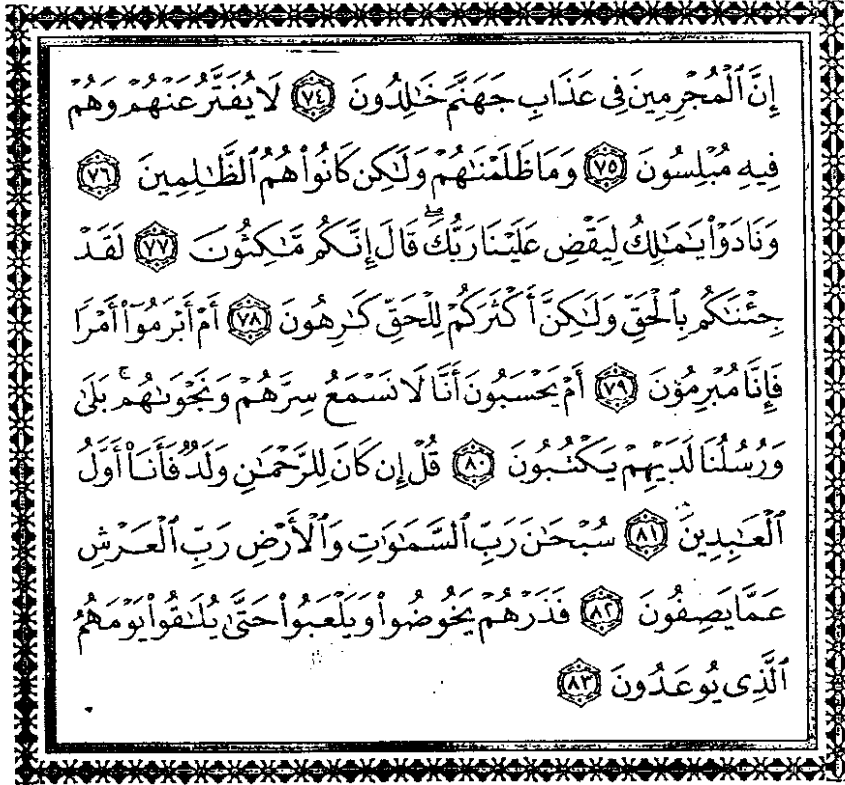 إِنَّ ٱلْمُجْرِمِينَ فِى عَذَابِ جَهَنَّمَ خَٰلِدُونَ ٧٤ لَا يُفَتَّرُ عَنْهُمْ وَهُمْ
فِيهِ مُبْلِسُونَ ٧٥ وَمَا ظَلَمْنَٰهُمْ وَلَٰكِن كَانُوا۟ هُمُ ٱلظَّٰلِمِينَ ٧٦
وَنَادَوْا۟ يَٰمَٰلِكُ لِيَقْضِ عَلَيْنَا رَبُّكَ ۖ قَالَ إِنَّكُم مَّٰكِثُونَ ٧٧ لَقَدْ
جِئْنَٰكُم بِٱلْحَقِّ وَلَٰكِنَّ أَكْثَرَكُمْ لِلْحَقِّ كَٰرِهُونَ ٧٨ أَمْ أَبْرَمُوٓا۟ أَمْرًا
فَإِنَّا مُبْرِمُونَ ٧٩ أَمْ يَحْسَبُونَ أَنَّا لَا نَسْمَعُ سِرَّهُمْ وَنَجْوَىٰهُم ۚ بَلَىٰ
وَرُسُلُنَا لَدَيْهِمْ يَكْتُبُونَ ٨٠ قُلْ إِن كَانَ لِلرَّحْمَٰنِ وَلَدٌ فَأَنَا۠ أَوَّلُ
ٱلْعَٰبِدِينَ ٨١ سُبْحَٰنَ رَبِّ ٱلسَّمَٰوَٰتِ وَٱلْأَرْضِ رَبِّ ٱلْعَرْشِ
عَمَّا يَصِفُونَ ٨٢ فَذَرْهُمْ يَخُوضُوا۟ وَيَلْعَبُوا۟ حَتَّىٰ يُلَٰقُوا۟ يَوْمَهُمُ
ٱلَّذِى يُوعَدُونَ ٨٣